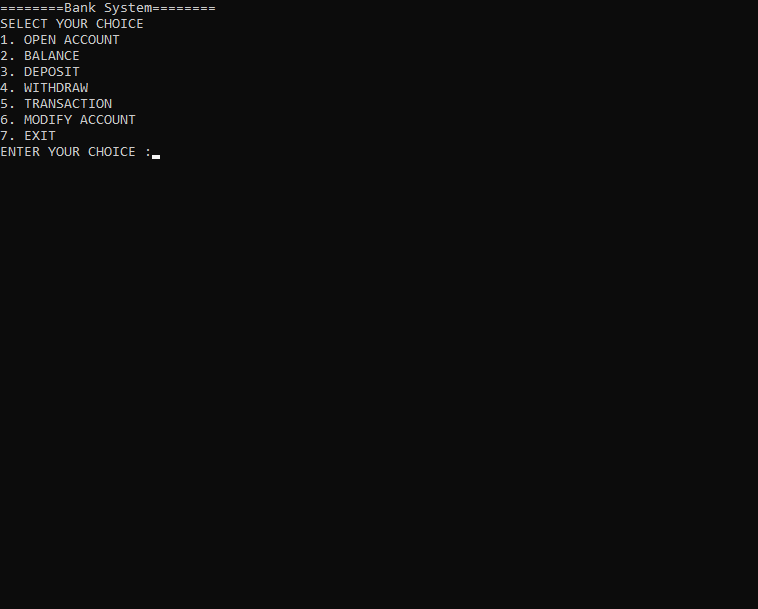 ========Bank System========
SELECT YOUR CHOICE
1. OPEN ACCOUNT
2. BALANCE
3. DEPOSIT
4. WITHDRAW
5. TRANSACTION
6. MODIFY ACCOUNT
7. EXIT
ENTER YOUR CHOICE :